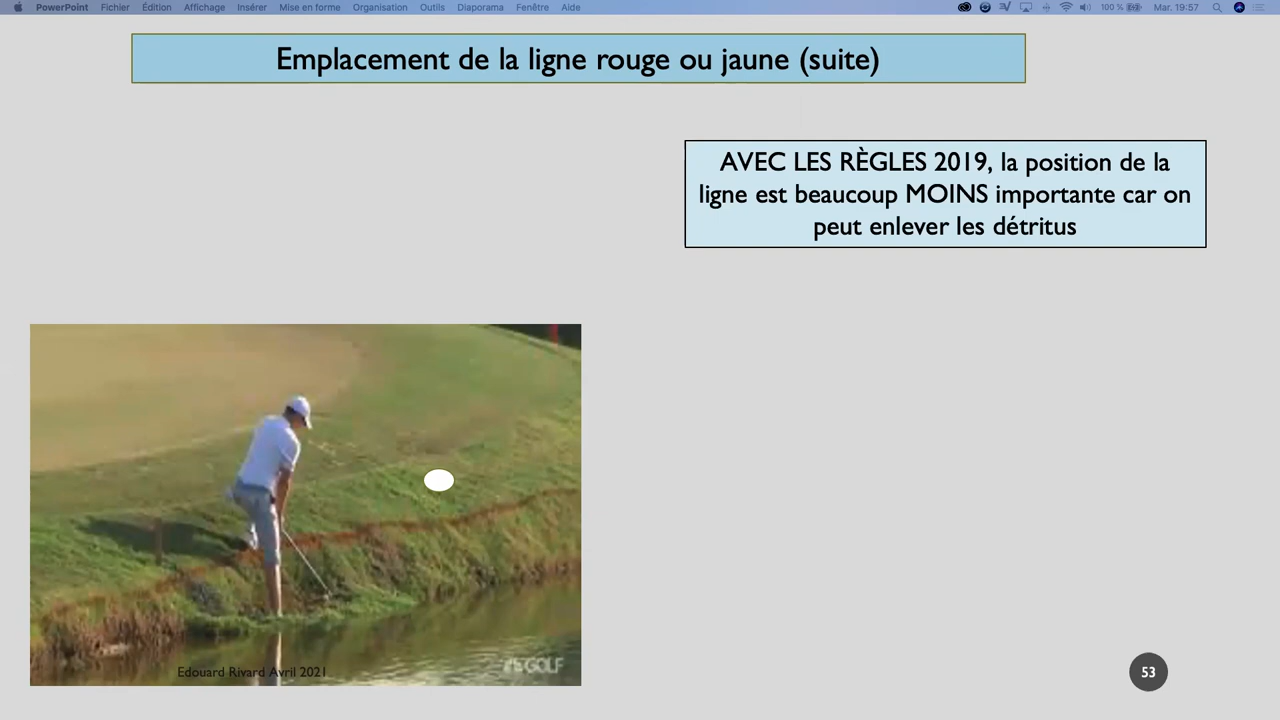 PowerPoint Fichier Édition Affichage Insérer Mise en forme Organisation Outils Diaporama Fenêtre Aide 100 % Mar. 19:57
Emplacement de la ligne rouge ou jaune (suite)
AVEC LES RÈGLES 2019, la position de la
ligne est beaucoup MOINS importante car on
peut enlever les détritus
GOLF
Edouard Rivard Avril 2021
53